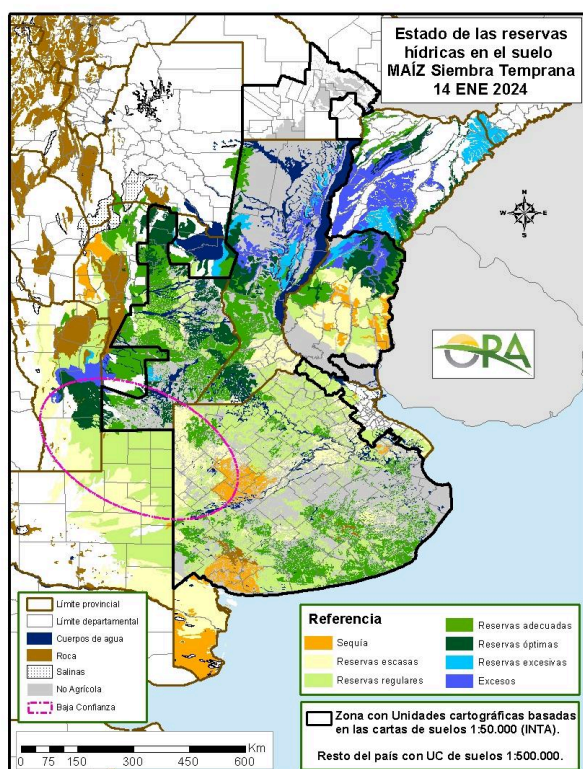 Estado de las reservas
hídricas en el suelo
MAÍZ Siembra Temprana
14 ENE 2024
N
W E
S
ORA
Límite provincial
Límite departamental
Cuerpos de agua
Roca
Salinas
No Agrícola
Baja Confianza
Referencia
Sequía
Reservas escasas
Reservas regulares
Reservas adecuadas
Reservas óptimas
Reservas excesivas
Excesos
Zona con Unidades cartográficas basadas
en las cartas de suelos 1:50.000 (INTA).
Resto del país con UC de suelos 1:500.000.
Km
0 75 150 300 450 600